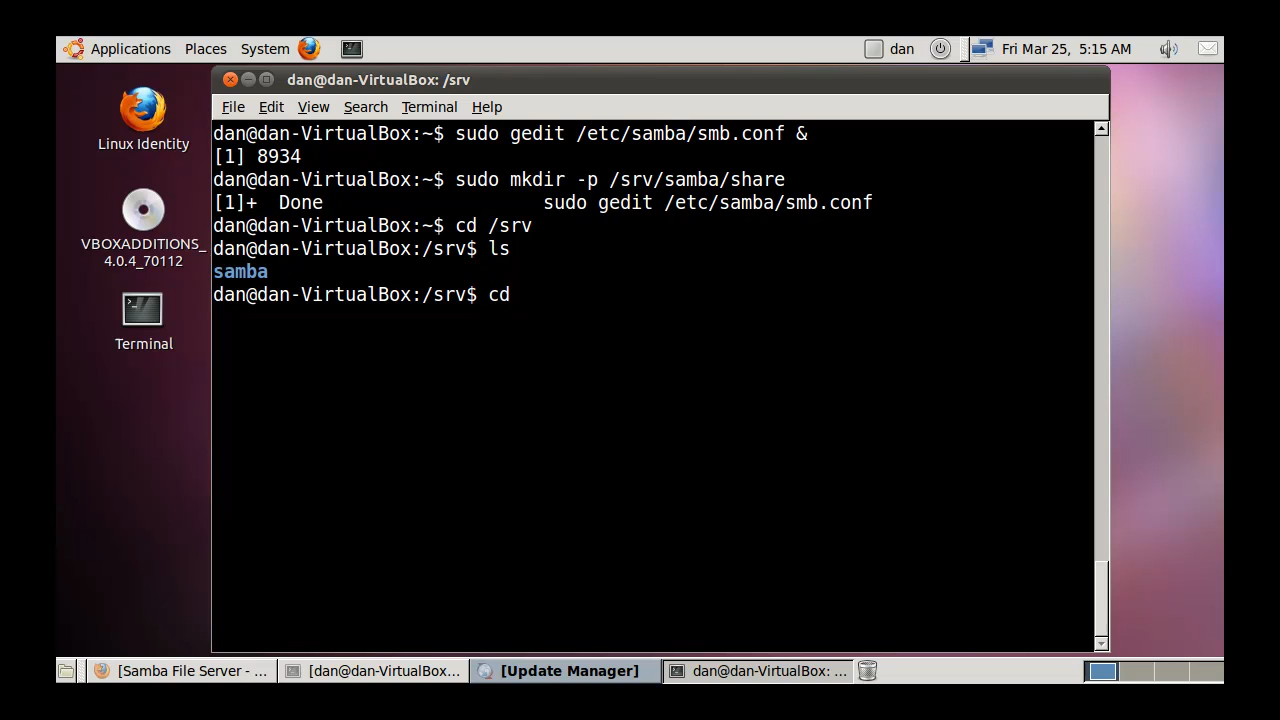 Applications Places System dan Fri Mar 25, 5:15 AM
dan@dan-VirtualBox: /srv
File Edit View Search Terminal Help
dan@dan-VirtualBox:~$ sudo gedit /etc/samba/smb.conf &
[1] 8934
dan@dan-VirtualBox:~$ sudo mkdir -p /srv/samba/share
[1]+  Done                    sudo gedit /etc/samba/smb.conf
dan@dan-VirtualBox:~$ cd /srv
dan@dan-VirtualBox:/srv$ ls
samba
dan@dan-VirtualBox:/srv$ cd
Linux Identity
VBOXADDITIONS_
4.0.4_70112
Terminal
[Samba File Server - ... [dan@dan-VirtualBox... [Update Manager] dan@dan-VirtualBox: ...